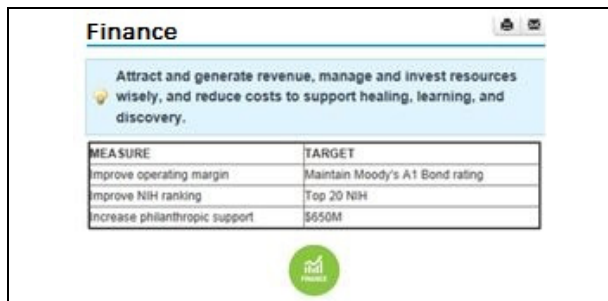 Finance
Attract and generate revenue, manage and invest resources
wisely, and reduce costs to support healing, learning, and
discovery.
MEASURE TARGET
Improve operating margin Maintain Moody's A1 Bond rating
Improve NIH ranking Top 20 NIH
Increase philanthropic support $650M
FINANCE